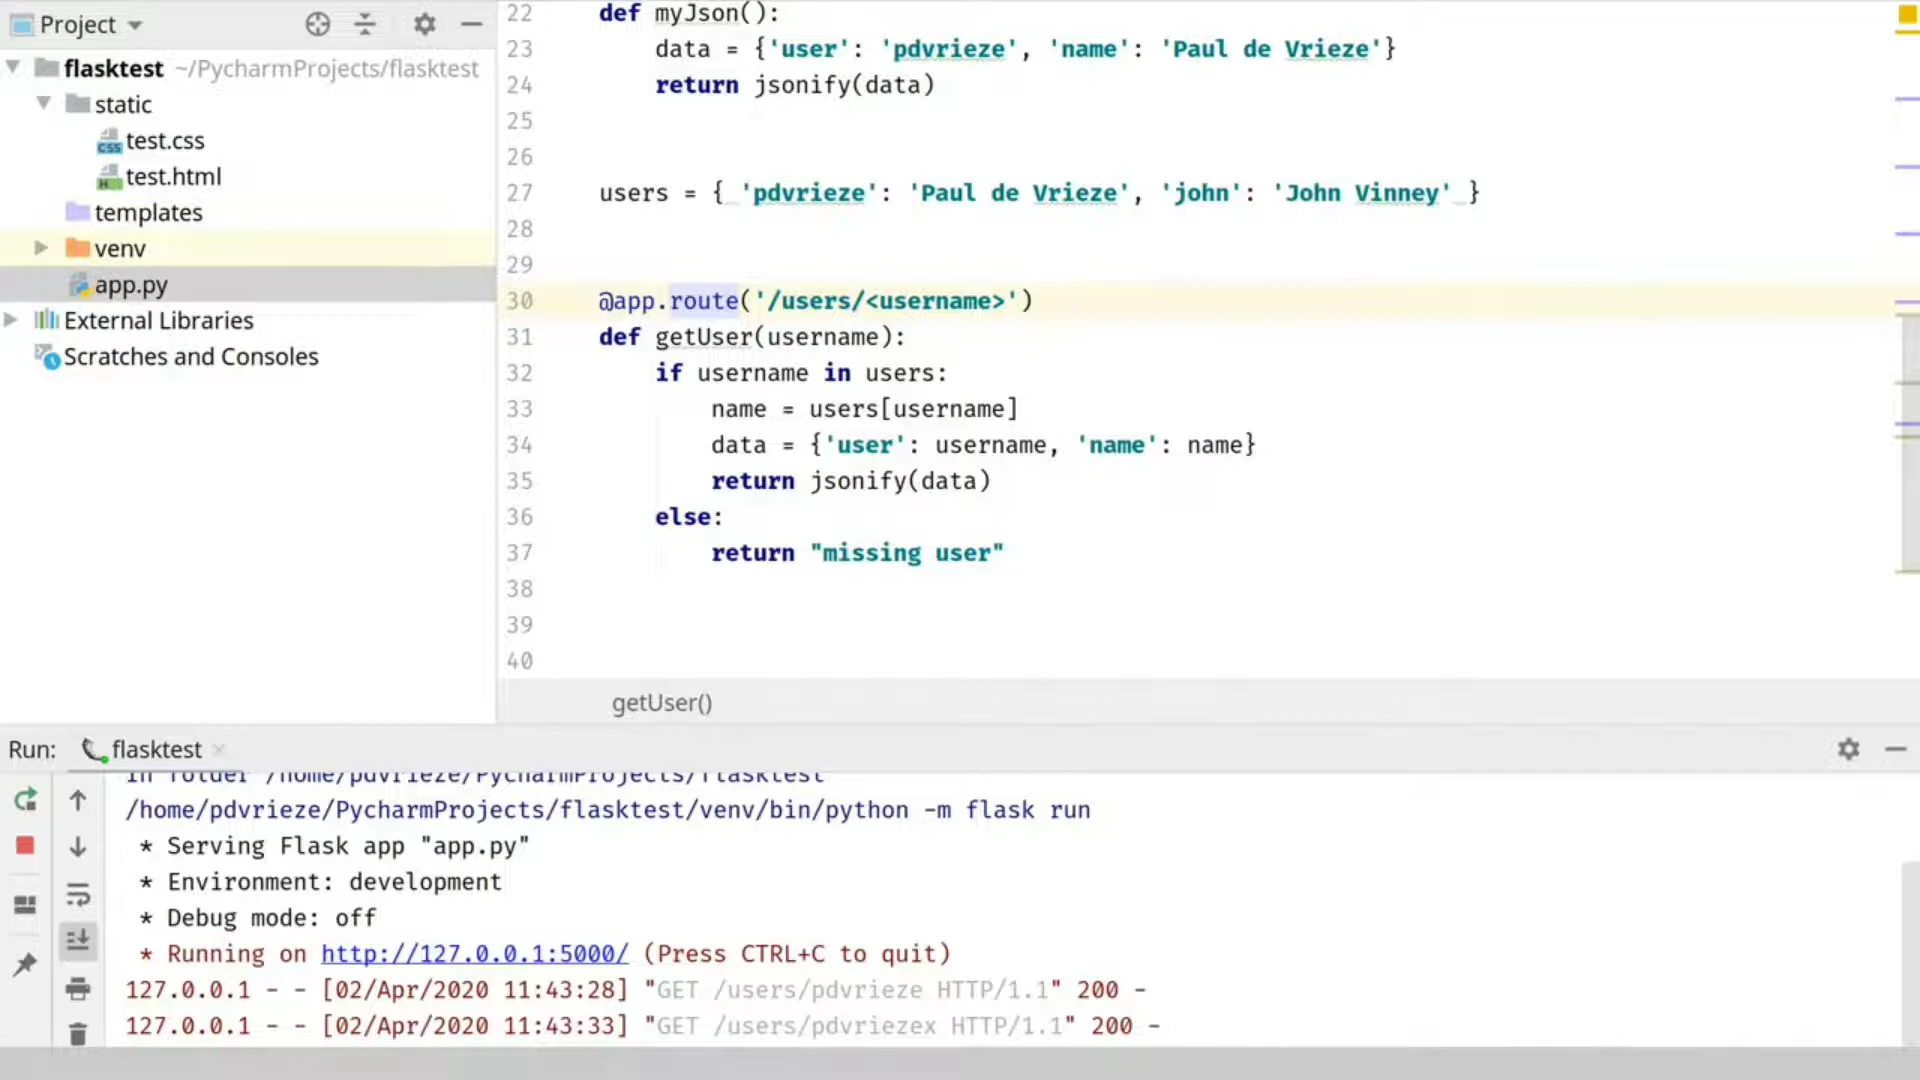 Project
flasktest ~/PycharmProjects/flasktest
static
test.css
test.html
templates
venv
app.py
External Libraries
Scratches and Consoles
22 def myJson():
23 data = {'user': 'pdvrieze', 'name': 'Paul de Vrieze'}
24 return jsonify(data)
25
26
27 users = { 'pdvrieze': 'Paul de Vrieze', 'john': 'John Vinney' }
28
29
30 @app.route('/users/<username>')
31 def getUser(username):
32 if username in users:
33 name = users[username]
34 data = {'user': username, 'name': name}
35 return jsonify(data)
36 else:
37 return "missing user"
38
39
40
getUser()
Run: flasktest
In folder /home/pdvrieze/PycharmProjects/flasktest
/home/pdvrieze/PycharmProjects/flasktest/venv/bin/python -m flask run
* Serving Flask app "app.py"
* Environment: development
* Debug mode: off
* Running on http://127.0.0.1:5000/ (Press CTRL+C to quit)
127.0.0.1 - - [02/Apr/2020 11:43:28] "GET /users/pdvrieze HTTP/1.1" 200 -
127.0.0.1 - - [02/Apr/2020 11:43:33] "GET /users/pdvriezex HTTP/1.1" 200 -